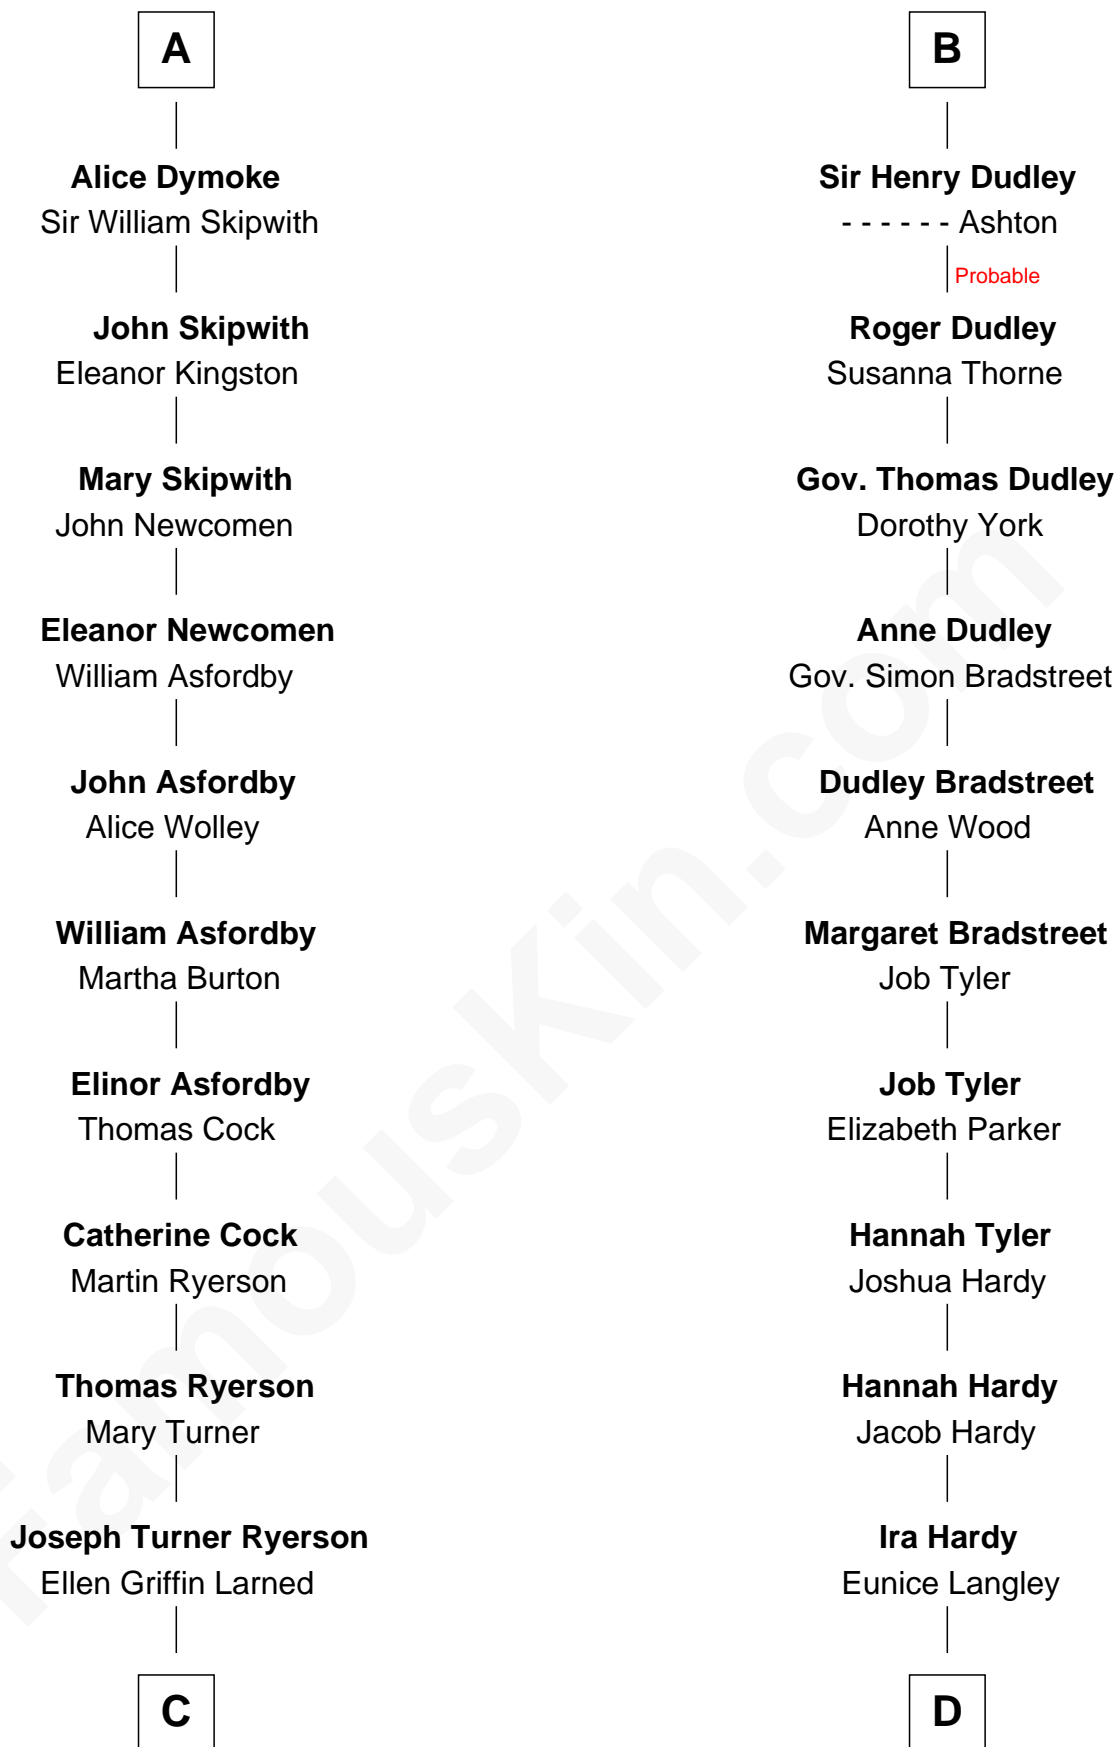 A
Alice Dymoke
Sir William Skipwith
John Skipwith
Eleanor Kingston
Mary Skipwith
John Newcomen
Eleanor Newcomen
William Asfordby
John Asfordby
Alice Wolley
William Asfordby
Martha Burton
Elinor Asfordby
Thomas Cock
Catherine Cock
Martin Ryerson
Thomas Ryerson
Mary Turner
Joseph Turner Ryerson
Ellen Griffin Larned
C
B
Sir Henry Dudley
- - - - - - Ashton
Probable
Roger Dudley
Susanna Thorne
Gov. Thomas Dudley
Dorothy York
Anne Dudley
Gov. Simon Bradstreet
Dudley Bradstreet
Anne Wood
Margaret Bradstreet
Job Tyler
Job Tyler
Elizabeth Parker
Hannah Tyler
Joshua Hardy
Hannah Hardy
Jacob Hardy
Ira Hardy
Eunice Langley
D
FamousKin.com